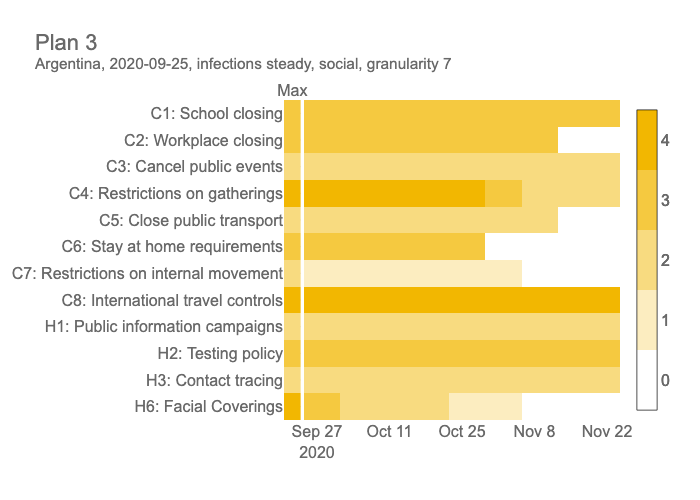 Plan 3
Argentina, 2020-09-25, infections steady, social, granularity 7
Max
C1: School closing
C2: Workplace closing
C3: Cancel public events
C4: Restrictions on gatherings
C5: Close public transport
C6: Stay at home requirements
C7: Restrictions on internal movement
C8: International travel controls
H1: Public information campaigns
H2: Testing policy
H3: Contact tracing
H6: Facial Coverings
Sep 27 Oct 11 Oct 25 Nov 8 Nov 22
2020
4
3
2
1
0